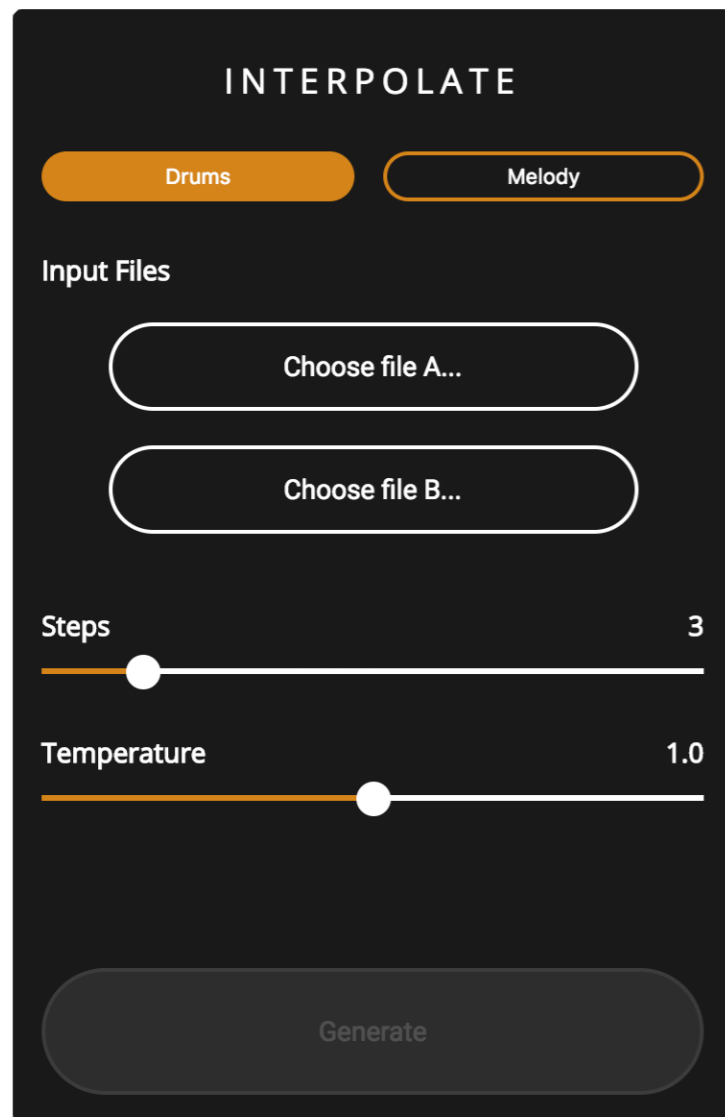 INTERPOLATE
Drums Melody
Input Files
Choose file A...
Choose file B...
Steps 3
Temperature 1.0
Generate